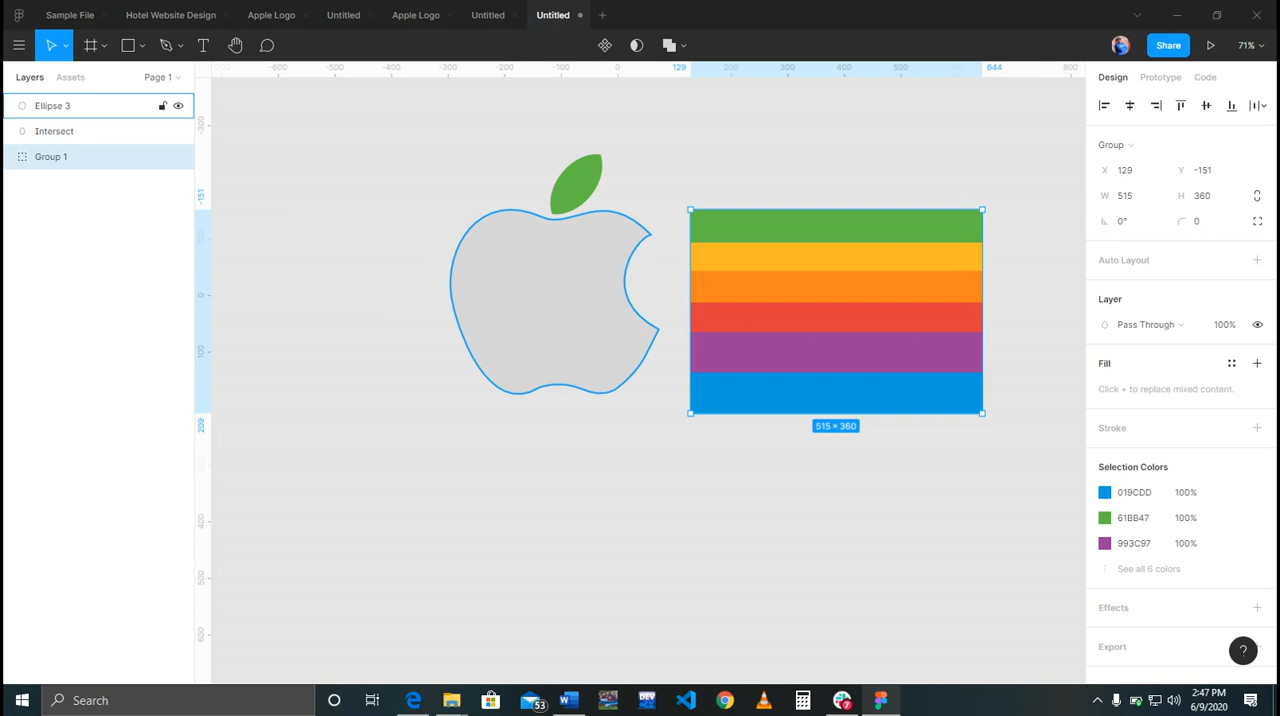 Sample File
Hotel Website Design
Apple Logo
Untitled
Apple Logo
Untitled
Untitled
Share
71%
Layers
Assets
Page 1
Ellipse 3
Intersect
Group 1
-600
-500
-400
-300
-200
-100
0
129
200
300
400
500
644
800
-300
-151
0
100
209
400
500
600
515 × 360
Design
Prototype
Code
Group
X 129
Y -151
W 515
H 360
0°
0
Auto Layout
Layer
Pass Through
100%
Fill
Click + to replace mixed content.
Stroke
Selection Colors
019CDD 100%
61BB47 100%
993C97 100%
See all 6 colors
Effects
Export
?
Search
53
W
DEV
7
2:47 PM
6/9/2020